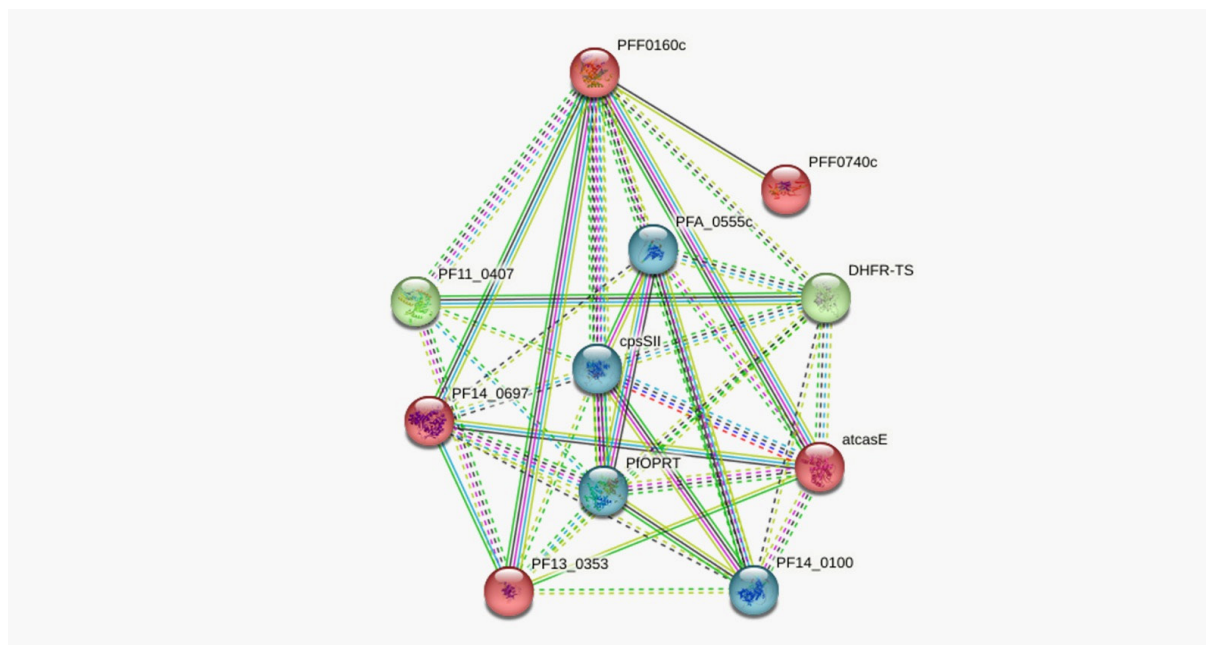 PFF0160c
PFF0740c
PFA_0555c
PF11_0407
DHFR-TS
cpsSII
PF14_0697
atcasE
PfOPRT
PF13_0353
PF14_0100